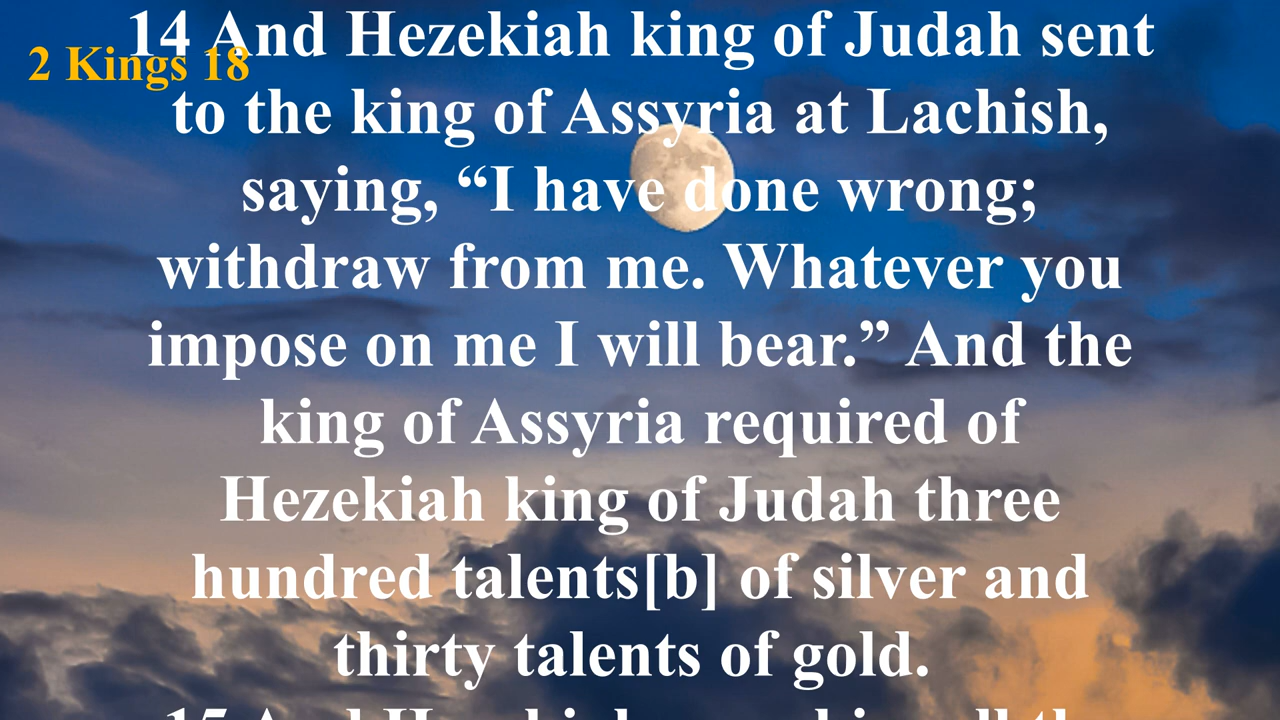 14 And Hezekiah king of Judah sent
2 Kings 18
to the king of Assyria at Lachish,
saying, “I have done wrong;
withdraw from me. Whatever you
impose on me I will bear.” And the
king of Assyria required of
Hezekiah king of Judah three
hundred talents[b] of silver and
thirty talents of gold.